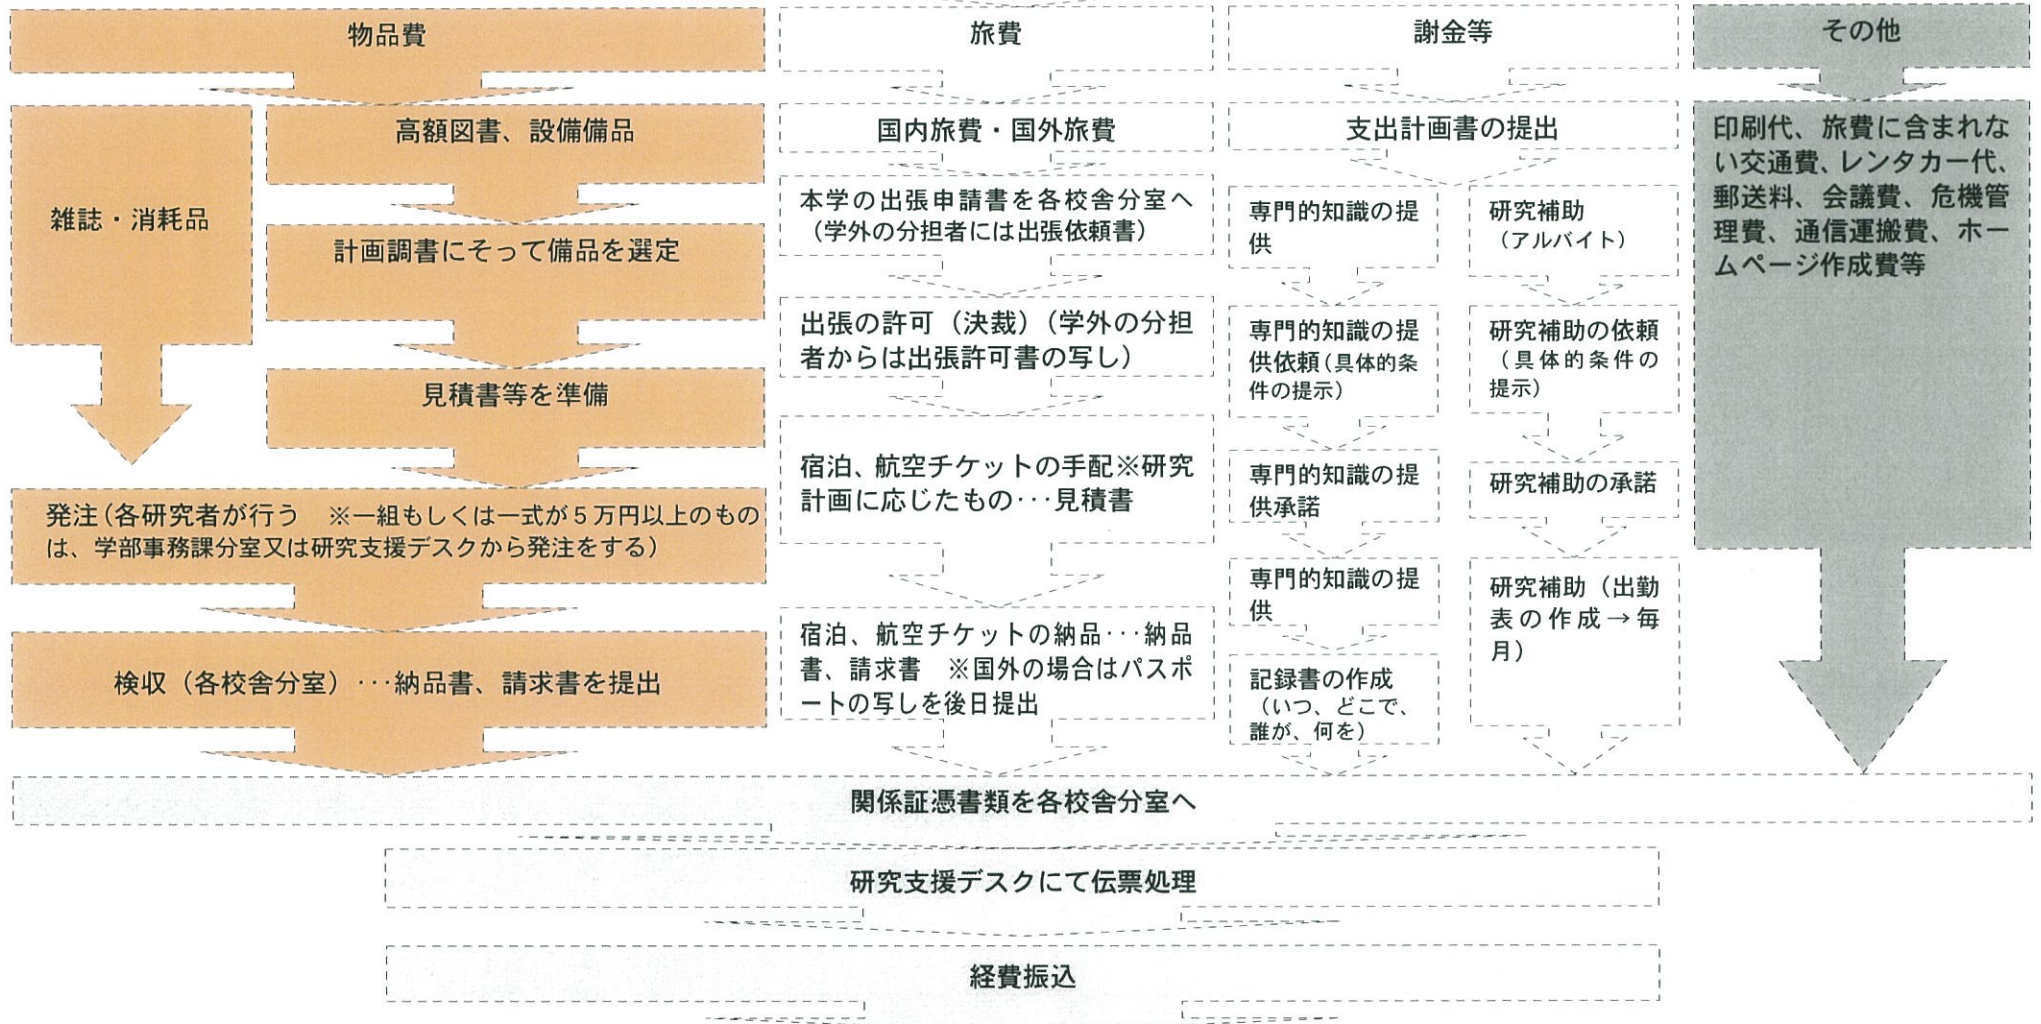 物品費
雑誌・消耗品
高額図書、設備備品
計画調書にそって備品を選定
見積書等を準備
発注(各研究者が行う　※一組もしくは一式が５万円以上のもの
は、学部事務課分室又は研究支援デスクから発注をする)
検収（各校舎分室）･･･納品書、請求書を提出
旅費
国内旅費・国外旅費
本学の出張申請書を各校舎分室へ
（学外の分担者には出張依頼書）
出張の許可（決裁）（学外の分担
者からは出張許可書の写し）
宿泊、航空チケットの手配※研究
計画に応じたもの･･･見積書
宿泊、航空チケットの納品･･･納品
書、請求書　※国外の場合はパスポ
ートの写しを後日提出
謝金等
支出計画書の提出
専門的知識の提
供
専門的知識の提
供依頼(具体的条
件の提示)
専門的知識の提
供承諾
専門的知識の提
供
記録書の作成
（いつ、どこで、
誰が、何を）
研究補助
（アルバイト）
研究補助の依頼
（具体的条件の
提示）
研究補助の承諾
研究補助（出勤
表の作成→毎
月）
その他
印刷代、旅費に含まれな
い交通費、レンタカー代、
郵送料、会議費、危機管
理費、通信運搬費、ホー
ムページ作成費等
関係証憑書類を各校舎分室へ
研究支援デスクにて伝票処理
経費振込